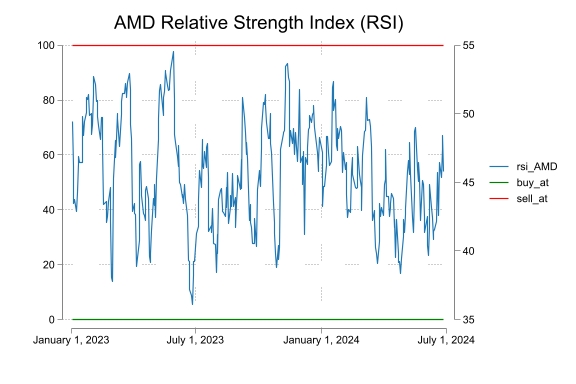 AMD Relative Strength Index (RSI)
100
80
60
40
20
0
55
50
45
40
35
January 1, 2023
July 1, 2023
January 1, 2024
July 1, 2024
rsi_AMD
buy_at
sell_at